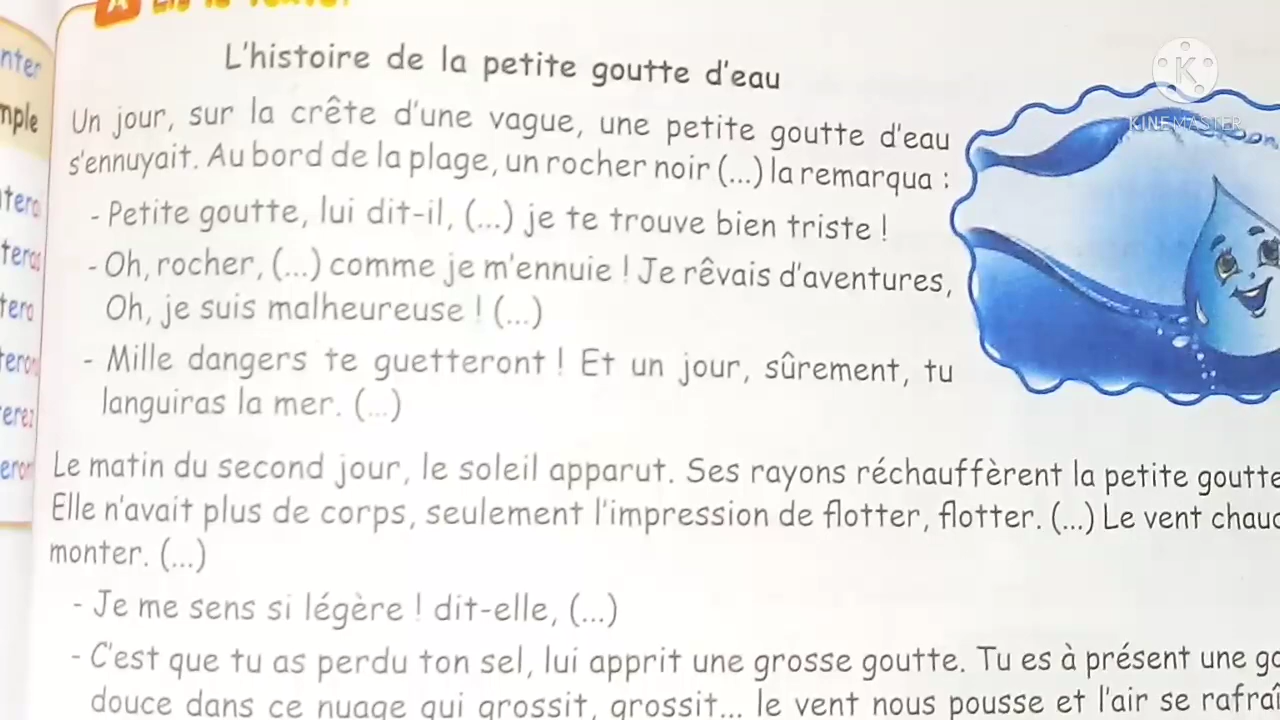 L'histoire de la petite goutte d'eau
KINEMASTER
Un jour, sur la crête d'une vague, une petite goutte d'eau
s'ennuyait. Au bord de la plage, un rocher noir (...) la remarqua :
- Petite goutte, lui dit-il, (...) je te trouve bien triste !
- Oh, rocher, (...) comme je m'ennuie ! Je rêvais d'aventures,
Oh, je suis malheureuse ! (...)
- Mille dangers te guetteront ! Et un jour, sûrement, tu
languiras la mer. (...)
Le matin du second jour, le soleil apparut. Ses rayons réchauffèrent la petite goutte
Elle n'avait plus de corps, seulement l'impression de flotter, flotter. (...) Le vent
monter. (...)
- Je me sens si légère ! dit-elle, (...)
- C'est que tu as perdu ton sel, lui apprit une grosse goutte. Tu es à présent une
douce dans ce nuage qui grossit, grossit... le vent nous pousse et l'air se